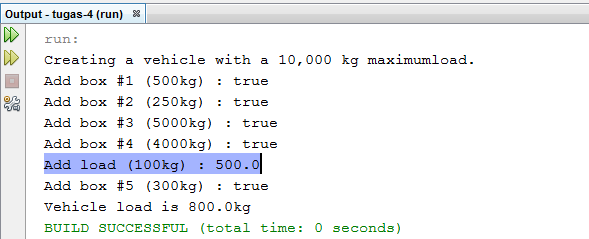 Output - tugas-4 (run)
run:
Creating a vehicle with a 10,000 kg maximumload.
Add box #1 (500kg) : true
Add box #2 (250kg) : true
Add box #3 (5000kg) : true
Add box #4 (4000kg) : true
Add load (100kg) : 500.0
Add box #5 (300kg) : true
Vehicle load is 800.0kg
BUILD SUCCESSFUL (total time: 0 seconds)